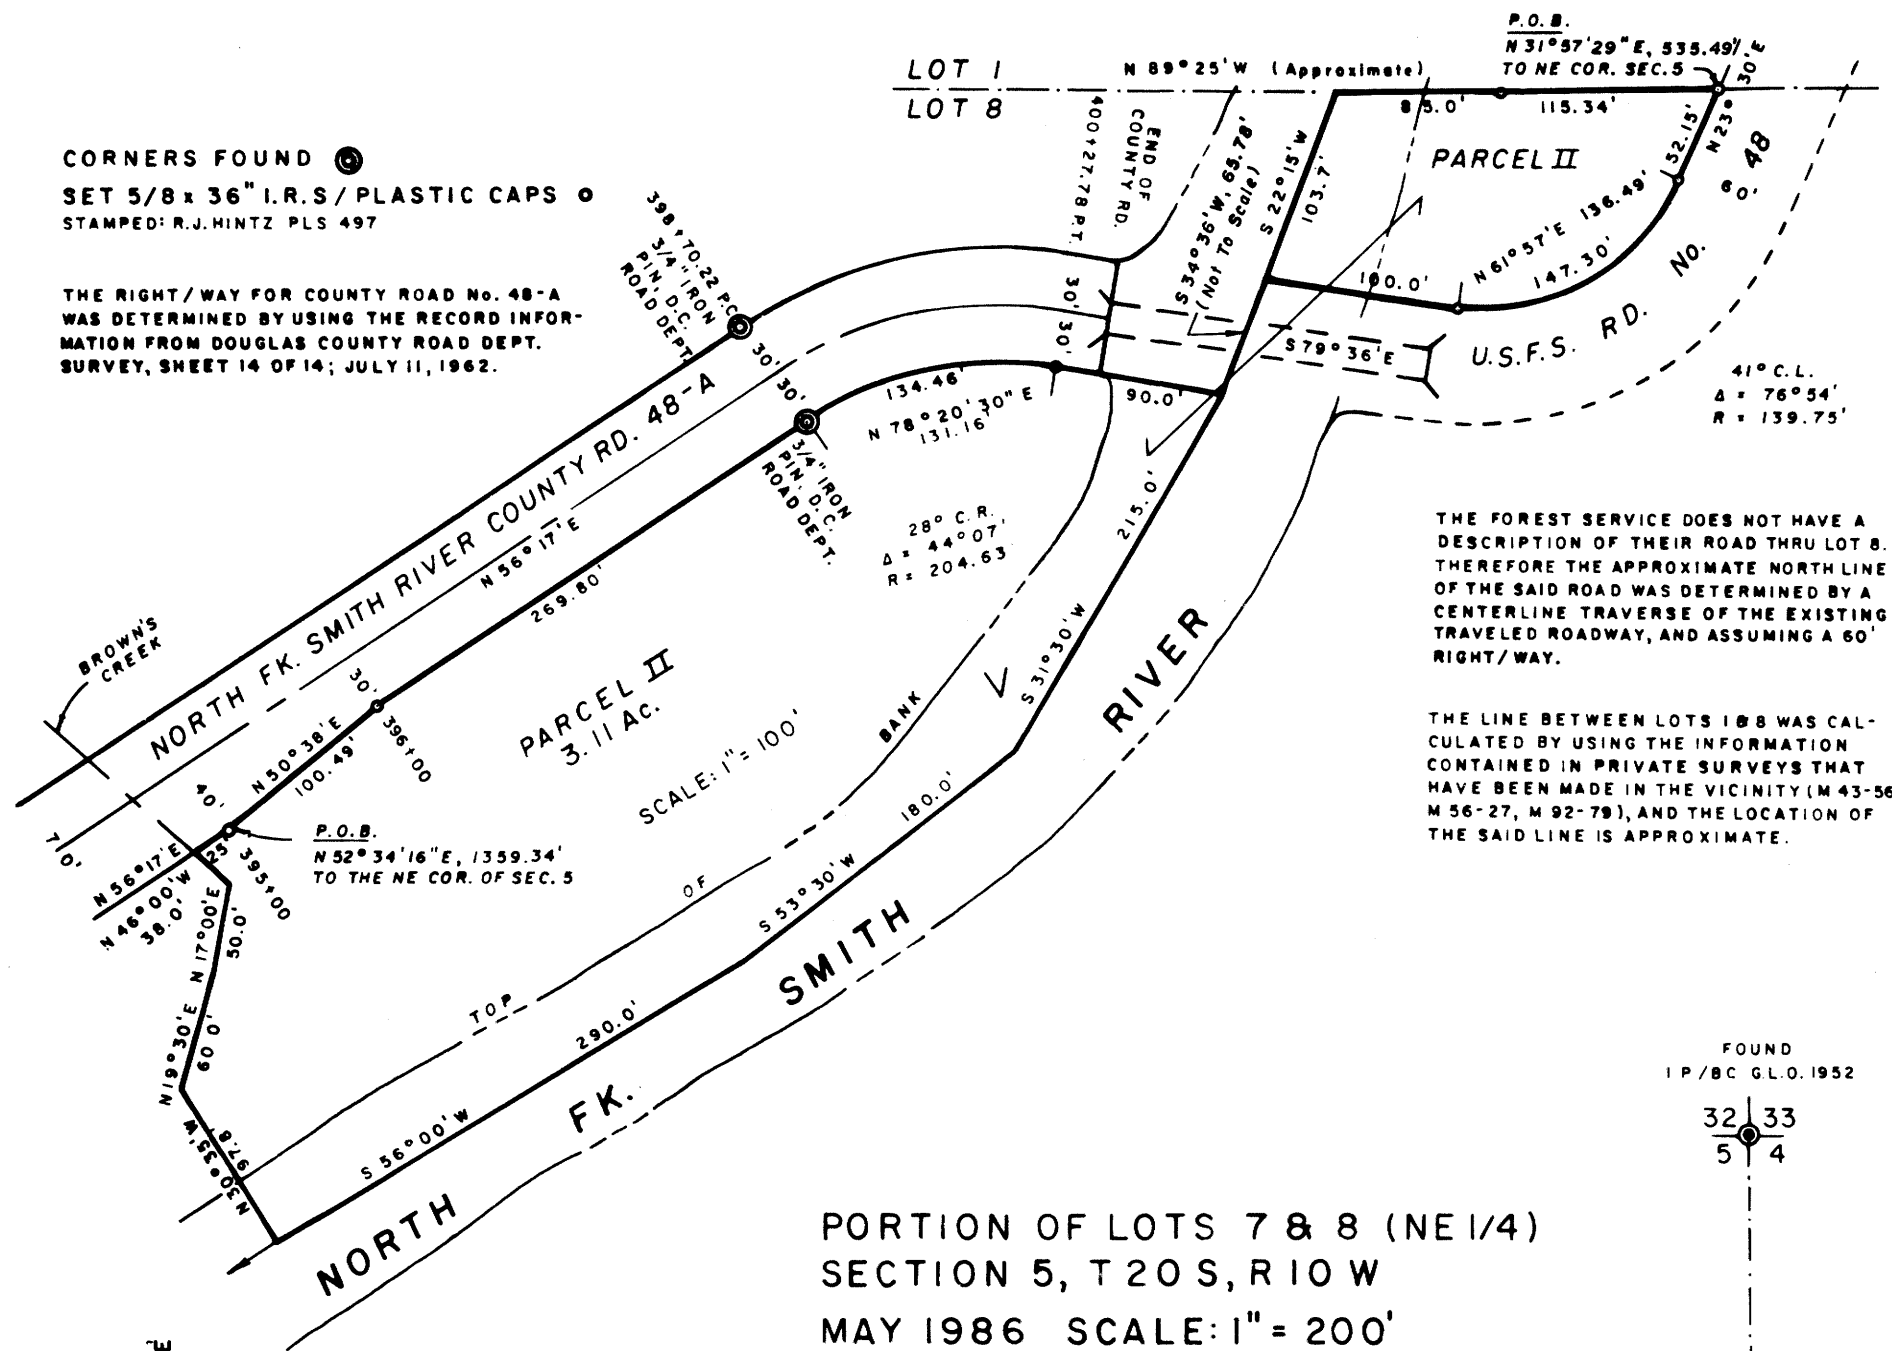 P.O.B.
N 31°57'29"E, 535.49'
TO NE COR. SEC.5
LOT 1
LOT 8
N 89°25'W (Approximate)
85.0'
115.34'
N 23° 30'E
52.15'
PARCEL II
END OF
COUNTY RD.
400+27.78 P.T.
S 34°36'W, 65.78'
(Not To Scale)
S 22°15'W
103.7'
N 61°57'E 136.49'
147.30'
100.0'
U.S.F.S. RD. No. 48
60'
CORNERS FOUND
SET 5/8 x 36" I.R.S/PLASTIC CAPS
STAMPED: R.J.HINTZ PLS 497
THE RIGHT/WAY FOR COUNTY ROAD No. 48-A
WAS DETERMINED BY USING THE RECORD INFOR-
MATION FROM DOUGLAS COUNTY ROAD DEPT.
SURVEY, SHEET 14 OF 14; JULY 11, 1962.
398+70.22 P.C.
3/4" IRON
PIN, D.C.
ROAD DEPT.
30'
30'
30'
30'
S 79°36'E
41° C.L.
Δ = 76°54'
R = 139.75'
134.46'
N 78°20'30" E
131.16'
90.0'
3/4" IRON
PIN, D.C.
ROAD DEPT.
28° C.R.
Δ = 44°07'
R = 204.63
215.0'
S 31°30'W
NORTH FK. SMITH RIVER COUNTY RD. 48-A
N 56°17'E
269.80'
BROWN'S
CREEK
30'
396+00
N 50°38'E
100.49'
40'
70'
PARCEL II
3.11 Ac.
SCALE: 1"= 100'
P.O.B.
N 52°34'16"E, 1359.34'
TO THE NE COR. OF SEC. 5
395+00
N 56°17'E
25'
N 46°00'W
38.0'
N 17°00'E
50.0'
N 19°30'E
60.0'
N 30°35'W
97.8'
TOP OF BANK
180.0'
S 53°30'W
290.0'
S 56°00'W
NORTH FK. SMITH RIVER
THE FOREST SERVICE DOES NOT HAVE A
DESCRIPTION OF THEIR ROAD THRU LOT 8.
THEREFORE THE APPROXIMATE NORTH LINE
OF THE SAID ROAD WAS DETERMINED BY A
CENTERLINE TRAVERSE OF THE EXISTING
TRAVELED ROADWAY, AND ASSUMING A 60'
RIGHT/WAY.
THE LINE BETWEEN LOTS 1 & 8 WAS CAL-
CULATED BY USING THE INFORMATION
CONTAINED IN PRIVATE SURVEYS THAT
HAVE BEEN MADE IN THE VICINITY (M 43-56
M 56-27, M 92-79), AND THE LOCATION OF
THE SAID LINE IS APPROXIMATE.
FOUND
1 P/BC G.L.O. 1952
32 33
5 4
PORTION OF LOTS 7 & 8 (NE 1/4)
SECTION 5, T 20 S, R 10 W
MAY 1986 SCALE: 1" = 200'